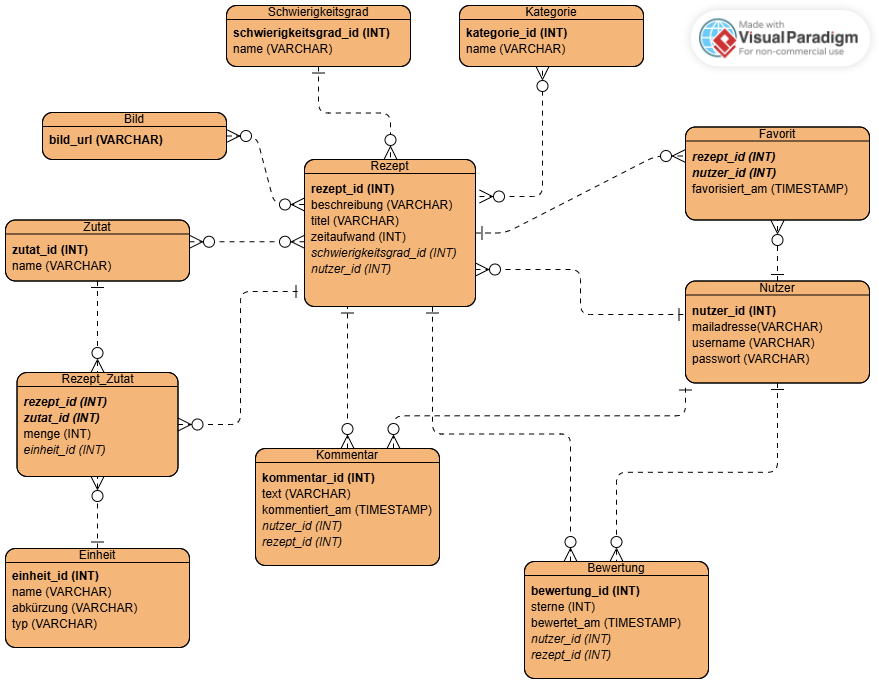 Schwierigkeitsgrad
schwierigkeitsgrad_id (INT)
name (VARCHAR)
Kategorie
kategorie_id (INT)
name (VARCHAR)
Made with
Visual Paradigm
For non-commercial use
Bild
bild_url (VARCHAR)
Favorit
rezept_id (INT)
nutzer_id (INT)
favorisiert_am (TIMESTAMP)
Rezept
rezept_id (INT)
beschreibung (VARCHAR)
titel (VARCHAR)
zeitaufwand (INT)
schwierigkeitsgrad_id (INT)
nutzer_id (INT)
Zutat
zutat_id (INT)
name (VARCHAR)
Nutzer
nutzer_id (INT)
mailadresse(VARCHAR)
username (VARCHAR)
passwort (VARCHAR)
Rezept_Zutat
rezept_id (INT)
zutat_id (INT)
menge (INT)
einheit_id (INT)
Kommentar
kommentar_id (INT)
text (VARCHAR)
kommentiert_am (TIMESTAMP)
nutzer_id (INT)
rezept_id (INT)
Einheit
einheit_id (INT)
name (VARCHAR)
abkürzung (VARCHAR)
typ (VARCHAR)
Bewertung
bewertung_id (INT)
sterne (INT)
bewertet_am (TIMESTAMP)
nutzer_id (INT)
rezept_id (INT)